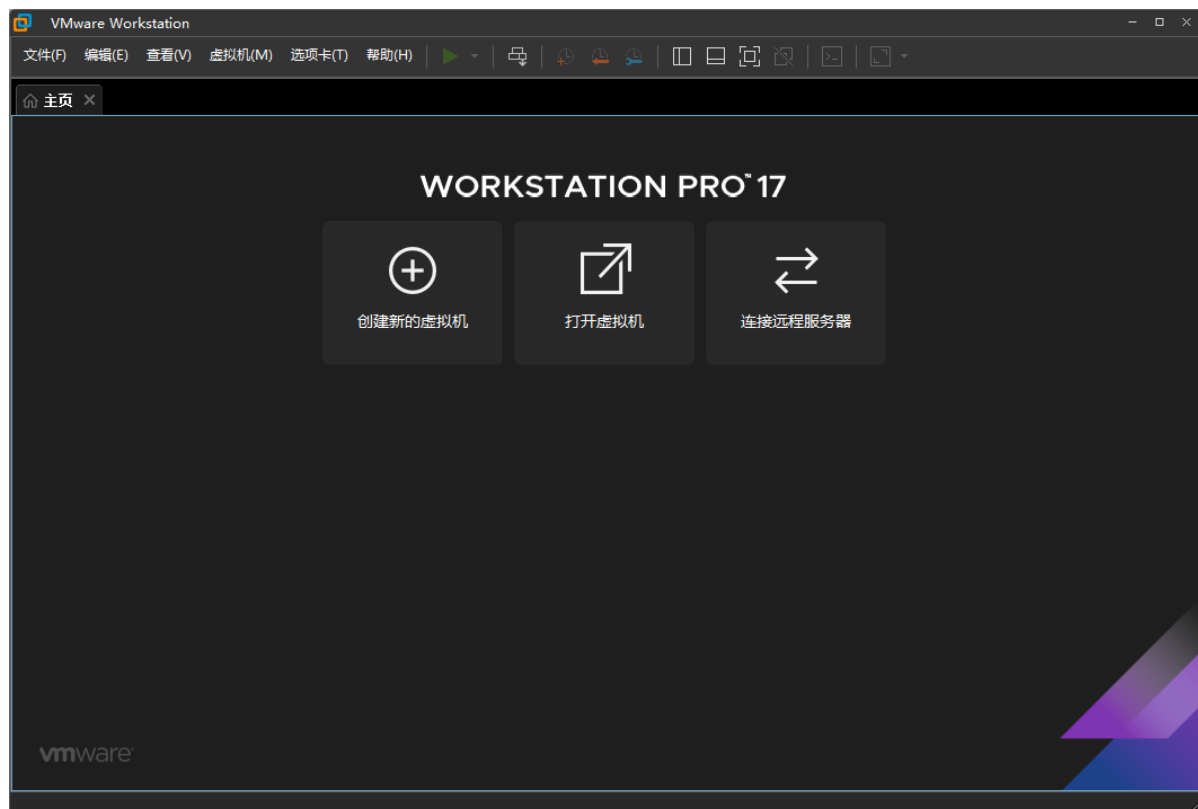 VMware Workstation
文件(F) 编辑(E) 查看(V) 虚拟机(M) 选项卡(T) 帮助(H)
主页
WORKSTATION PRO™ 17
创建新的虚拟机 打开虚拟机 连接远程服务器
vmware